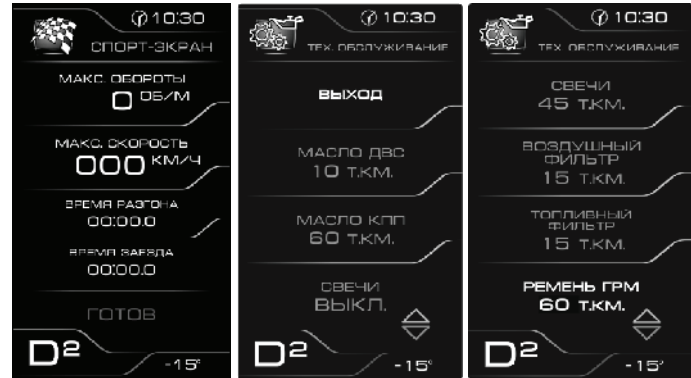 10:30
СПОРТ-ЭКРАН
МАКС. ОБОРОТЫ
0 ОБ/М
МАКС. СКОРОСТЬ
000 КМ/Ч
ВРЕМЯ РАЗГОНА
00:00.0
ВРЕМЯ ЗАЕЗДА
00:00.0
ГОТОВ
D2
-15°
10:30
ТЕХ. ОБСЛУЖИВАНИЕ
ВЫХОД
МАСЛО ДВС
10 Т.КМ.
МАСЛО КПП
60 Т.КМ.
СВЕЧИ
ВЫКЛ.
D2
-15°
10:30
ТЕХ. ОБСЛУЖИВАНИЕ
СВЕЧИ
45 Т.КМ.
ВОЗДУШНЫЙ
ФИЛЬТР
15 Т.КМ.
ТОПЛИВНЫЙ
ФИЛЬТР
15 Т.КМ.
РЕМЕНЬ ГРМ
60 Т.КМ.
D2
-15°